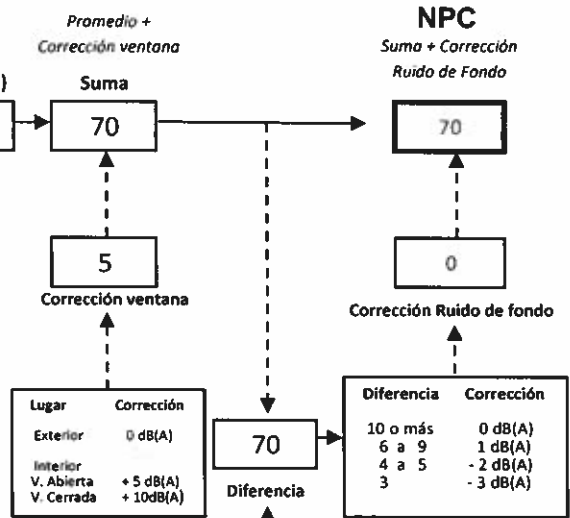 Promedio +
Corrección ventana
Suma
)
70
5
Corrección ventana
Lugar Corrección
Exterior 0 dB(A)
Interior
V. Abierta + 5 dB(A)
V. Cerrada + 10dB(A)
70
Diferencia
NPC
Suma + Corrección
Ruido de Fondo
70
0
Corrección Ruido de fondo
Diferencia Corrección
10 o más 0 dB(A)
6 a 9 1 dB(A)
4 a 5 - 2 dB(A)
3 - 3 dB(A)